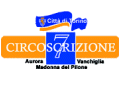 Città di Torino
CIRCOSCRIZIONE
7
Aurora Vanchiglia
Madonna del Pilone